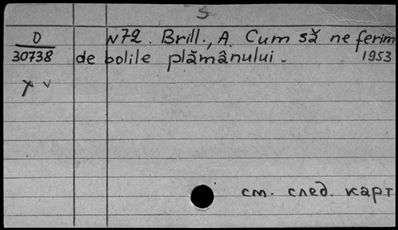 5
D N72. Brill., A. Cum să ne ferim
30738 de bolile plămânului. 1953
см. след. карт